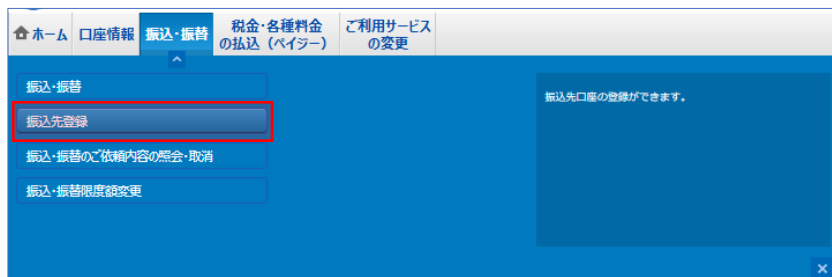 ホーム
口座情報
振込・振替
税金・各種料金
の払込（ペイジー）
ご利用サービス
の変更
振込・振替
振込先登録
振込・振替のご依頼内容の照会・取消
振込・振替限度額変更
振込先口座の登録ができます。